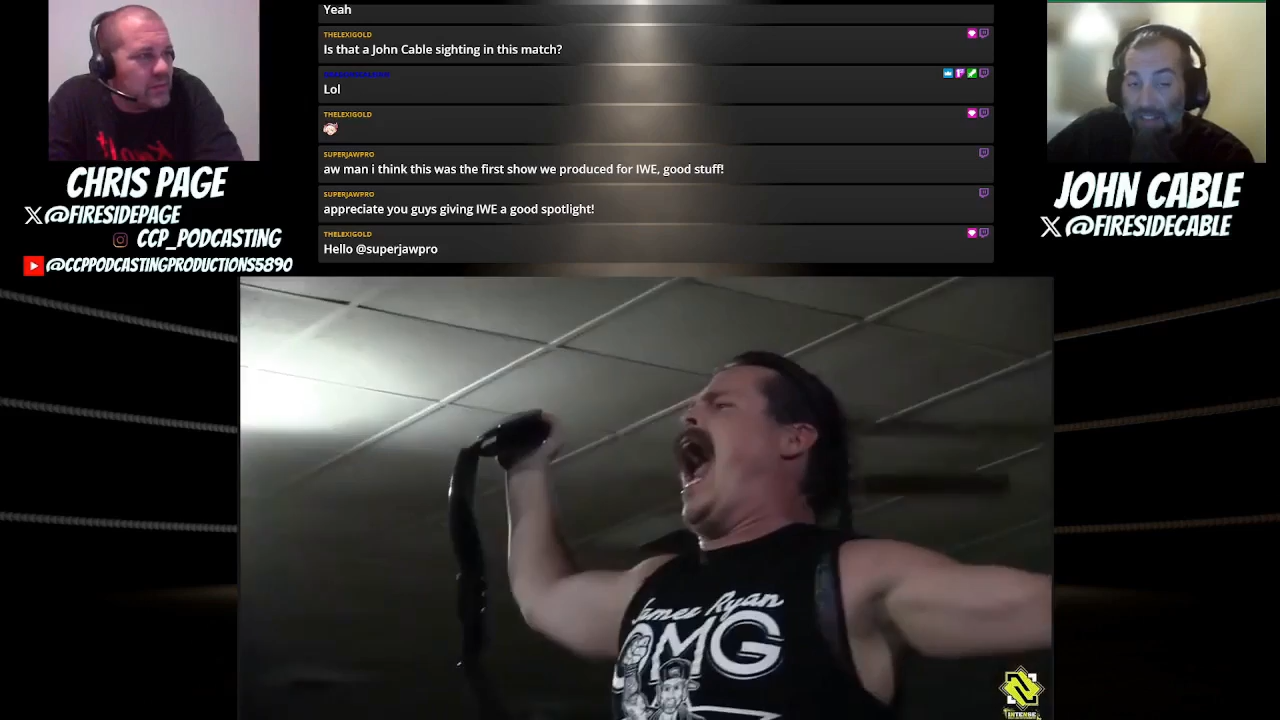 Yeah
THELEXIGOLD
Is that a John Cable sighting in this match?
Lol
THELEXIGOLD
SUPERJAWPRO
aw man i think this was the first show we produced for IWE, good stuff!
SUPERJAWPRO
appreciate you guys giving IWE a good spotlight!
THELEXIGOLD
Hello @superjawpro
CHRIS PAGE
@FIRESIDEPAGE
CCP_PODCASTING
@CCPPODCASTINGPRODUCTIONS5890
JOHN CABLE
@FIRESIDECABLE
James Ryan
OMG
INTENSE